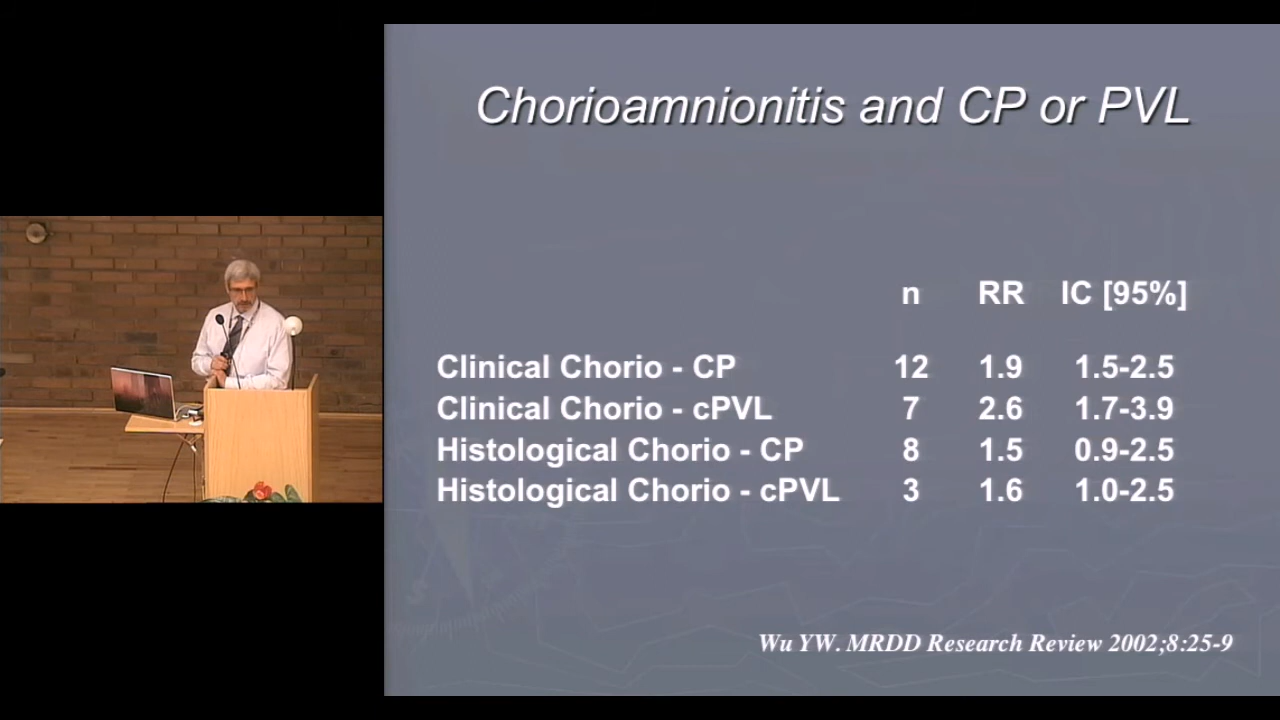 Chorioamnionitis and CP or PVL
n RR IC [95%]
Clinical Chorio - CP 12 1.9 1.5-2.5
Clinical Chorio - cPVL 7 2.6 1.7-3.9
Histological Chorio - CP 8 1.5 0.9-2.5
Histological Chorio - cPVL 3 1.6 1.0-2.5
Wu YW. MRDD Research Review 2002;8:25-9